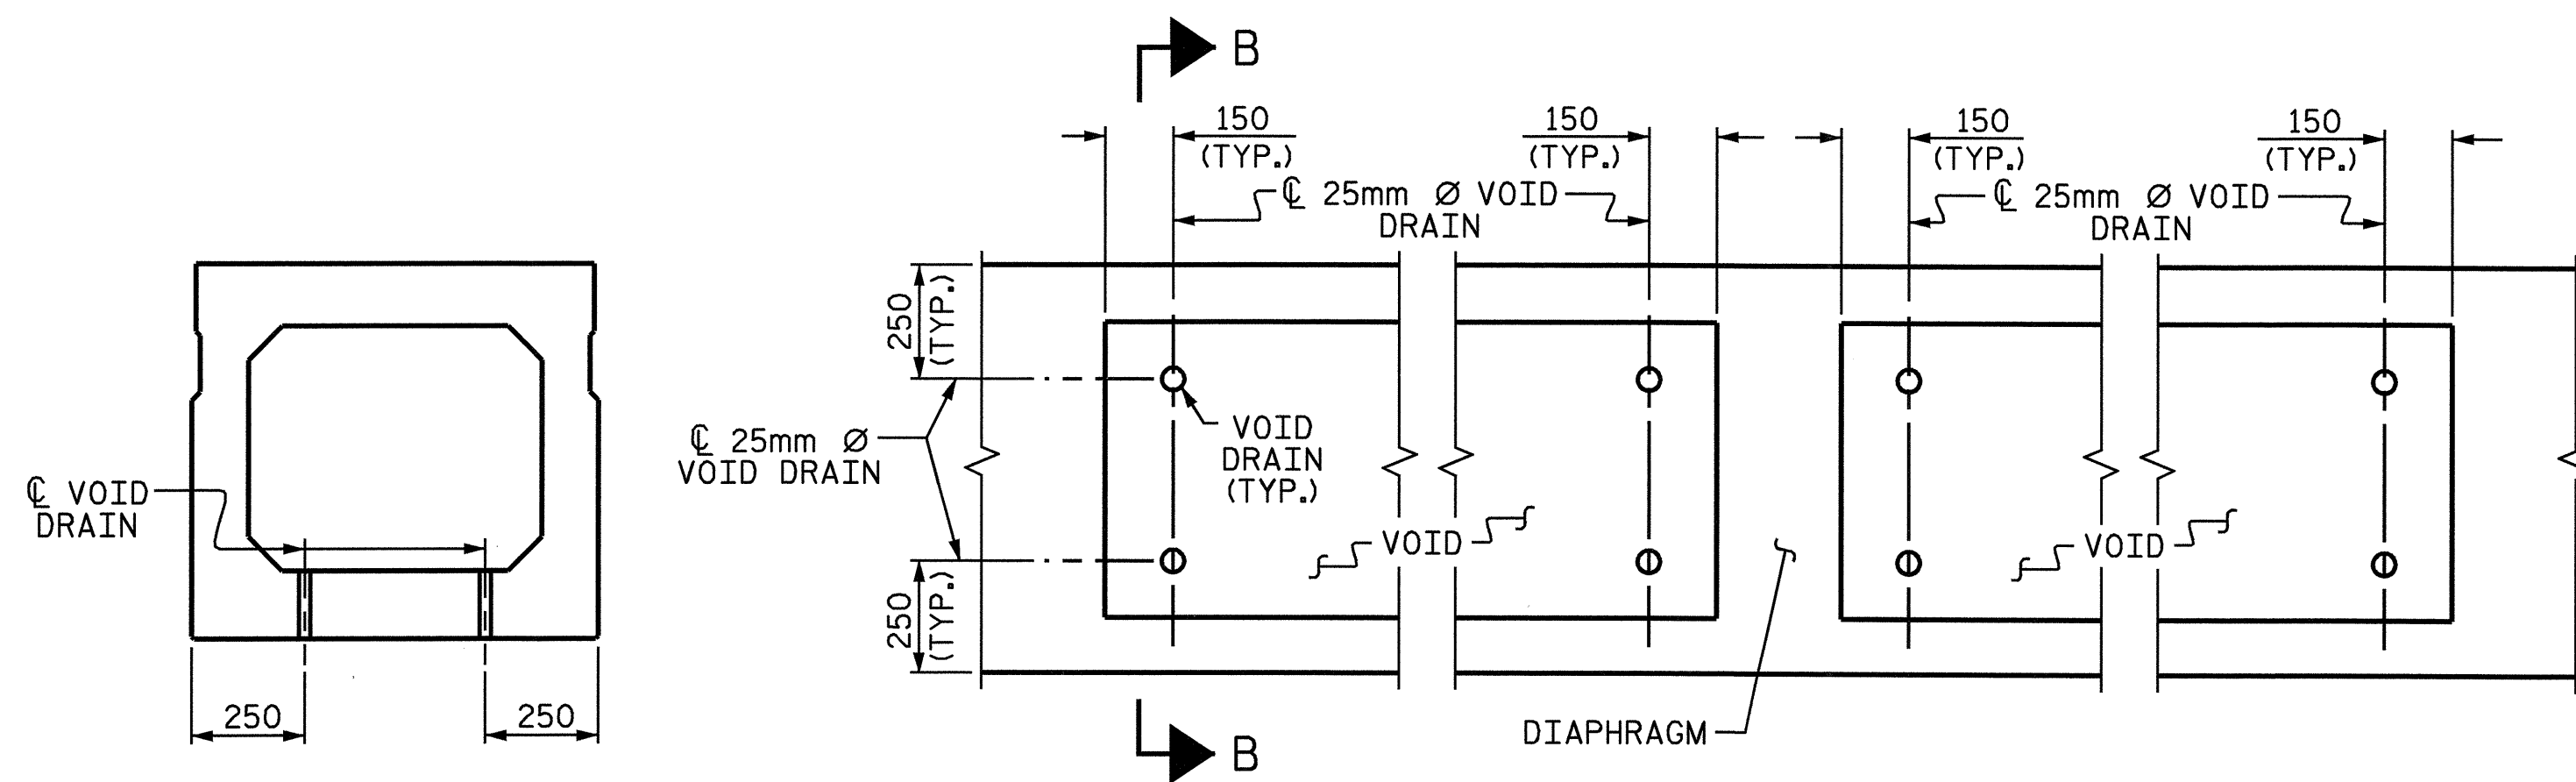 B
150
(TYP.)
150
(TYP.)
150
(TYP.)
150
(TYP.)
℄ 25mm Ø VOID
DRAIN
℄ 25mm Ø VOID
DRAIN
250
(TYP.)
℄ 25mm Ø
VOID DRAIN
VOID
DRAIN
(TYP.)
℄ VOID
DRAIN
VOID
VOID
250
(TYP.)
250
250
DIAPHRAGM
B